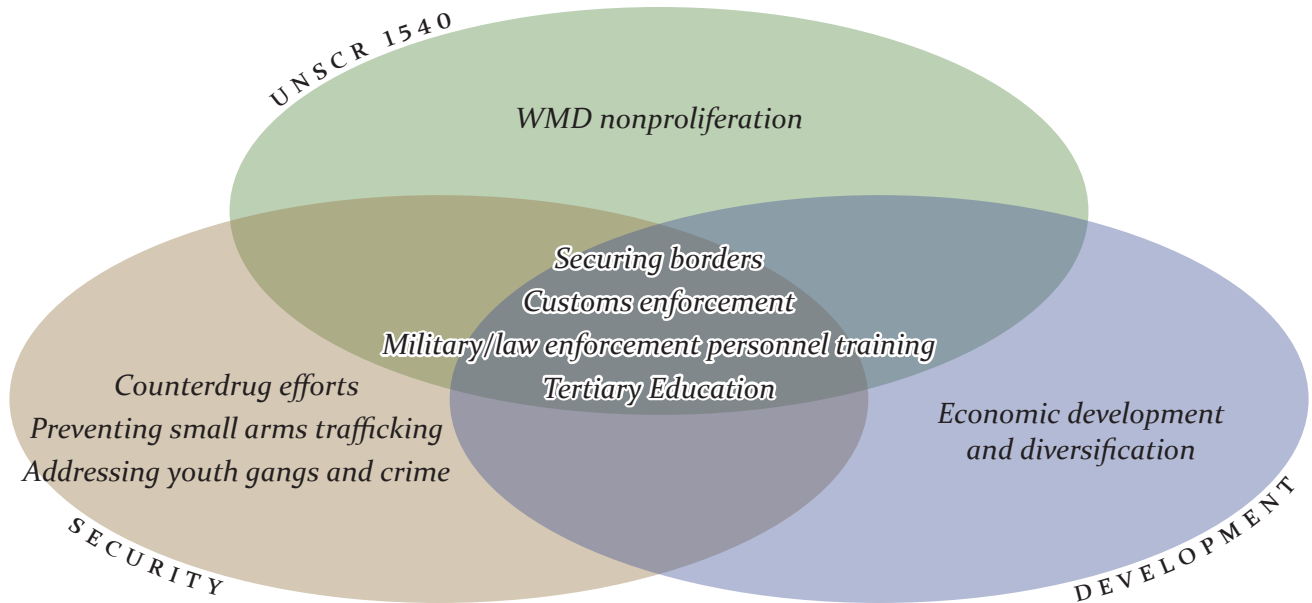 UNSCR 1540
WMD nonproliferation
Securing borders
Customs enforcement
Military/law enforcement personnel training
Tertiary Education
Counterdrug efforts
Preventing small arms trafficking
Addressing youth gangs and crime
Economic development
and diversification
SECURITY
DEVELOPMENT